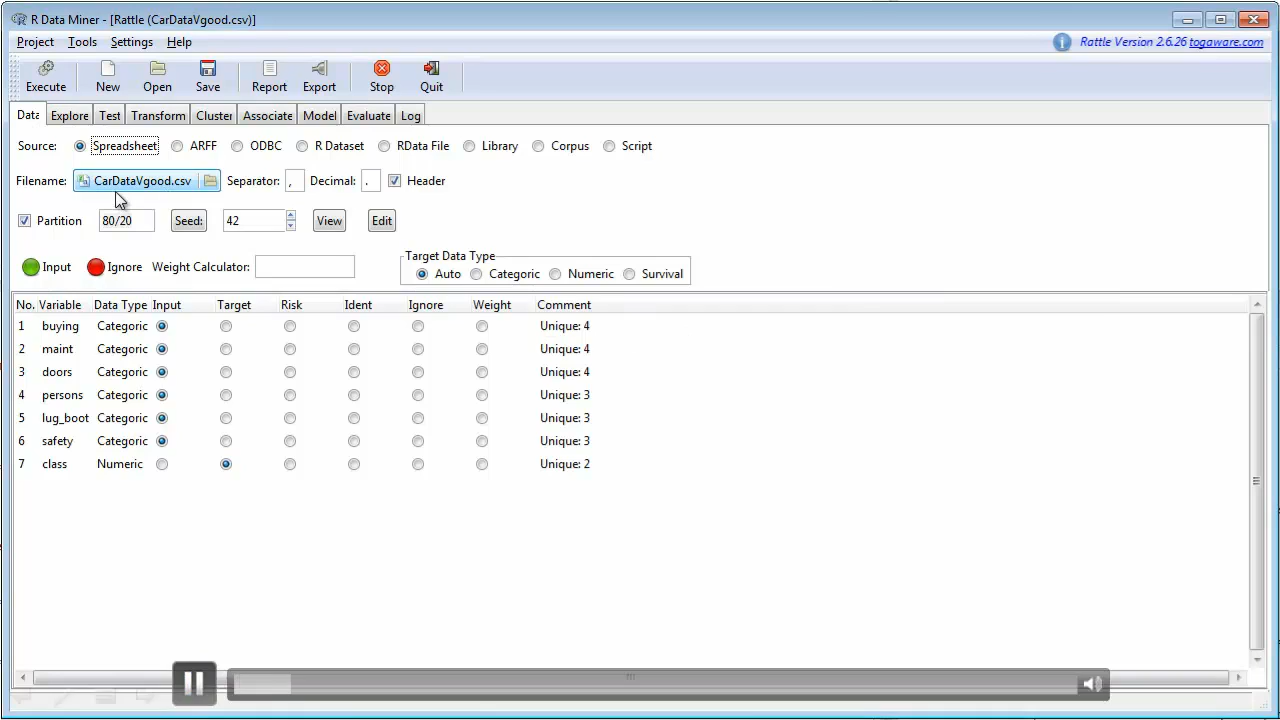 R Data Miner - [Rattle (CarDataVgood.csv)]
Project Tools Settings Help Rattle Version 2.6.26 togaware.com
Execute New Open Save Report Export Stop Quit
Data Explore Test Transform Cluster Associate Model Evaluate Log
Source: Spreadsheet ARFF ODBC R Dataset RData File Library Corpus Script
Filename: CarDataVgood.csv Separator: , Decimal: . Header
Partition 80/20 Seed: 42 View Edit
Input Ignore Weight Calculator: Target Data Type
Auto Categoric Numeric Survival
No. Variable Data Type Input Target Risk Ident Ignore Weight Comment
1 buying Categoric Unique: 4
2 maint Categoric Unique: 4
3 doors Categoric Unique: 4
4 persons Categoric Unique: 3
5 lug_boot Categoric Unique: 3
6 safety Categoric Unique: 3
7 class Numeric Unique: 2